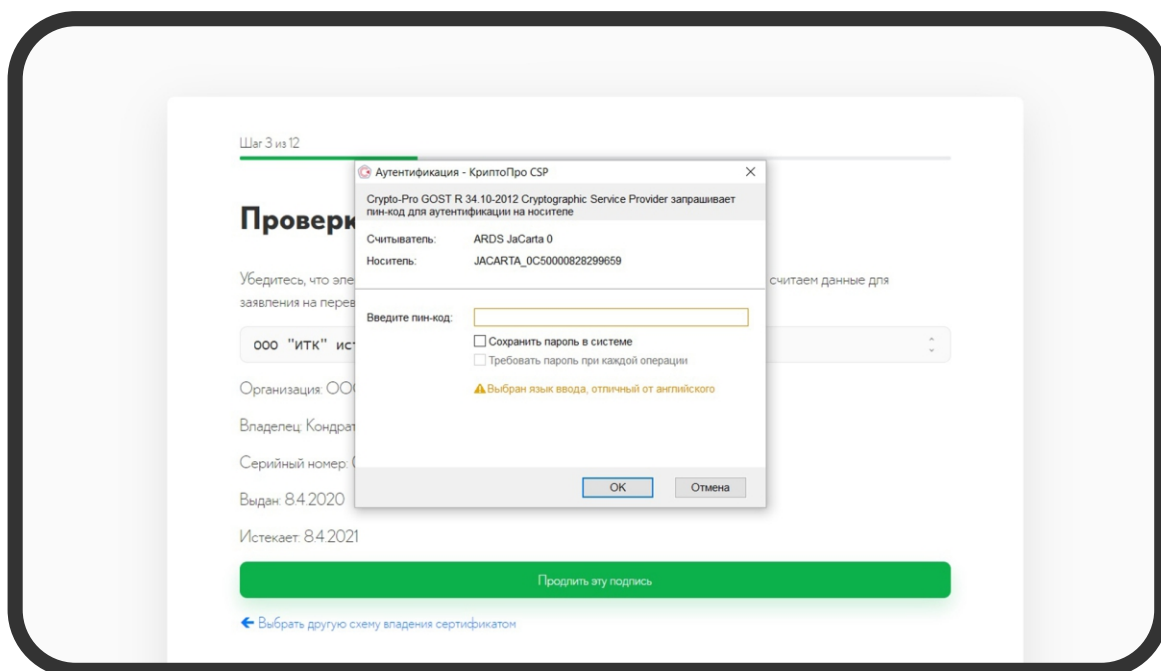 Шаг 3 из 12
Аутентификация - КриптоПро CSP
Crypto-Pro GOST R 34.10-2012 Cryptographic Service Provider запрашивает
пин-код для аутентификации на носителе
Проверк
Считыватель: ARDS JaCarta 0
Носитель: JACARTA_0C50000828299659
Убедитесь, что эле
считаем данные для
заявления на перев
Введите пин-код:
ооо "итк" ист
Сохранить пароль в системе
Требовать пароль при каждой операции
Организация: ООО
Выбран язык ввода, отличный от английского
Владелец: Кондрат
Серийный номер:
OK Отмена
Выдан: 8.4.2020
Истекает: 8.4.2021
Продлить эту подпись
Выбрать другую схему владения сертификатом